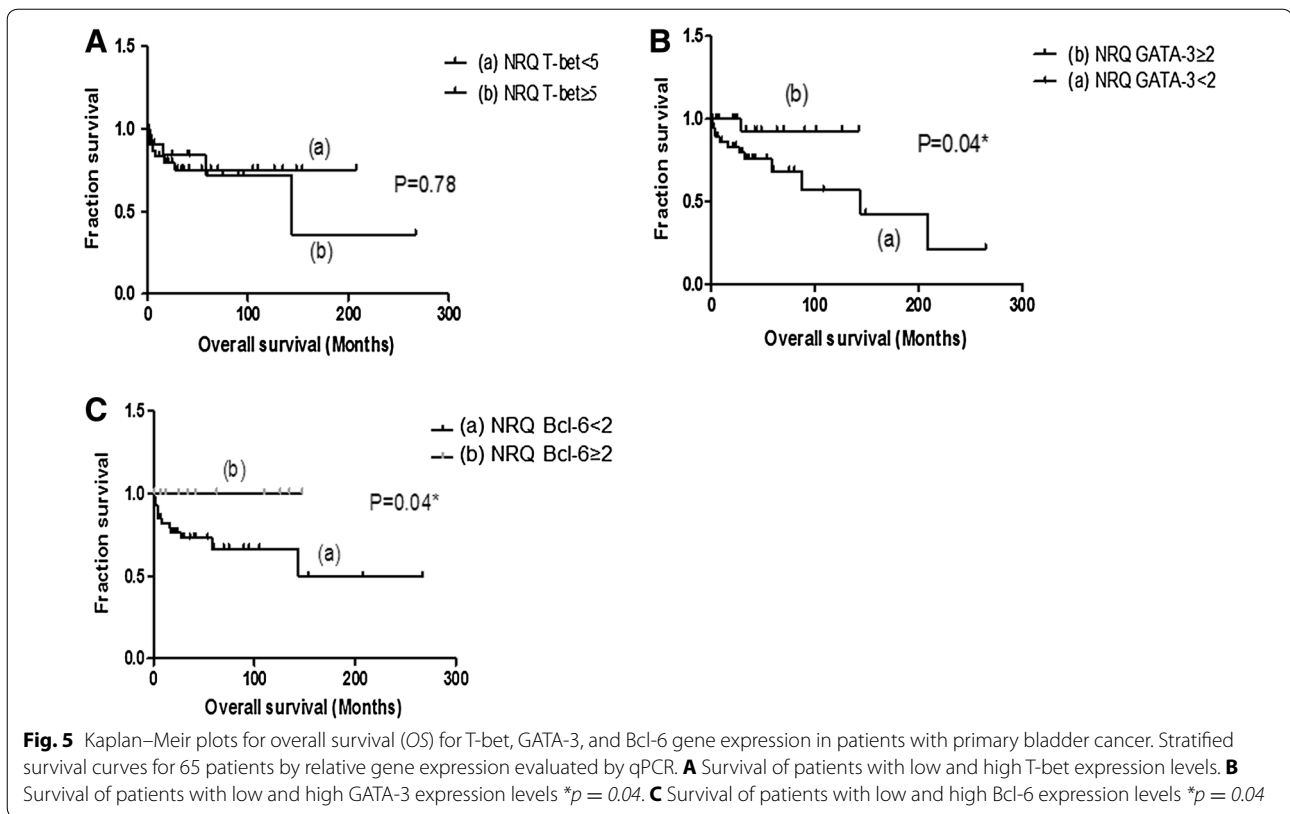 A
1.5
1.0
0.5
0.0
Fraction survival
(a) NRQ T-bet<5
(b) NRQ T-bet≥5
(a)
P=0.78
(b)
0 100 200 300
Overall survival (Months)
B
1.5
1.0
0.5
0.0
Fraction survival
(b) NRQ GATA-3≥2
(a) NRQ GATA-3<2
(b)
P=0.04*
(a)
0 100 200 300
Overall survival (Months)
C
1.5
1.0
0.5
0.0
Fraction survival
(a) NRQ Bcl-6<2
(b) NRQ Bcl-6≥2
(b)
P=0.04*
(a)
0 100 200 300
Overall survival (Months)
Fig. 5 Kaplan–Meir plots for overall survival (OS) for T-bet, GATA-3, and Bcl-6 gene expression in patients with primary bladder cancer. Stratified
survival curves for 65 patients by relative gene expression evaluated by qPCR. A Survival of patients with low and high T-bet expression levels. B
Survival of patients with low and high GATA-3 expression levels *p = 0.04. C Survival of patients with low and high Bcl-6 expression levels *p = 0.04